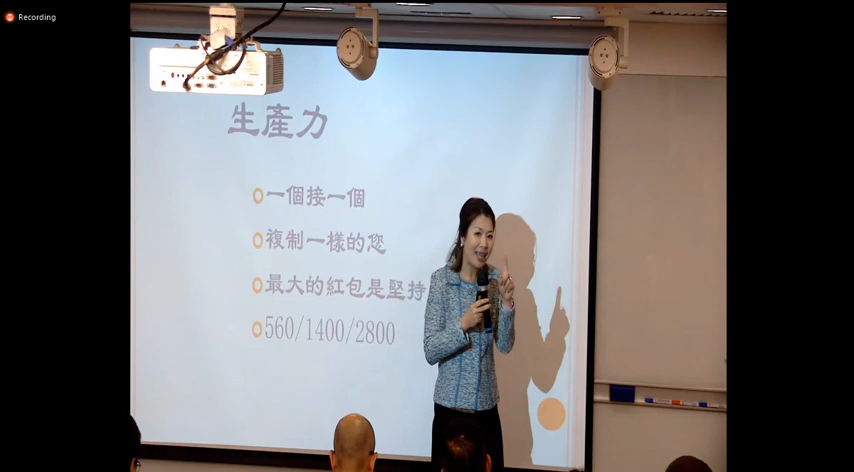 Recording
生產力
一個接一個
複制一樣的您
最大的紅包是堅持
560/1400/2800